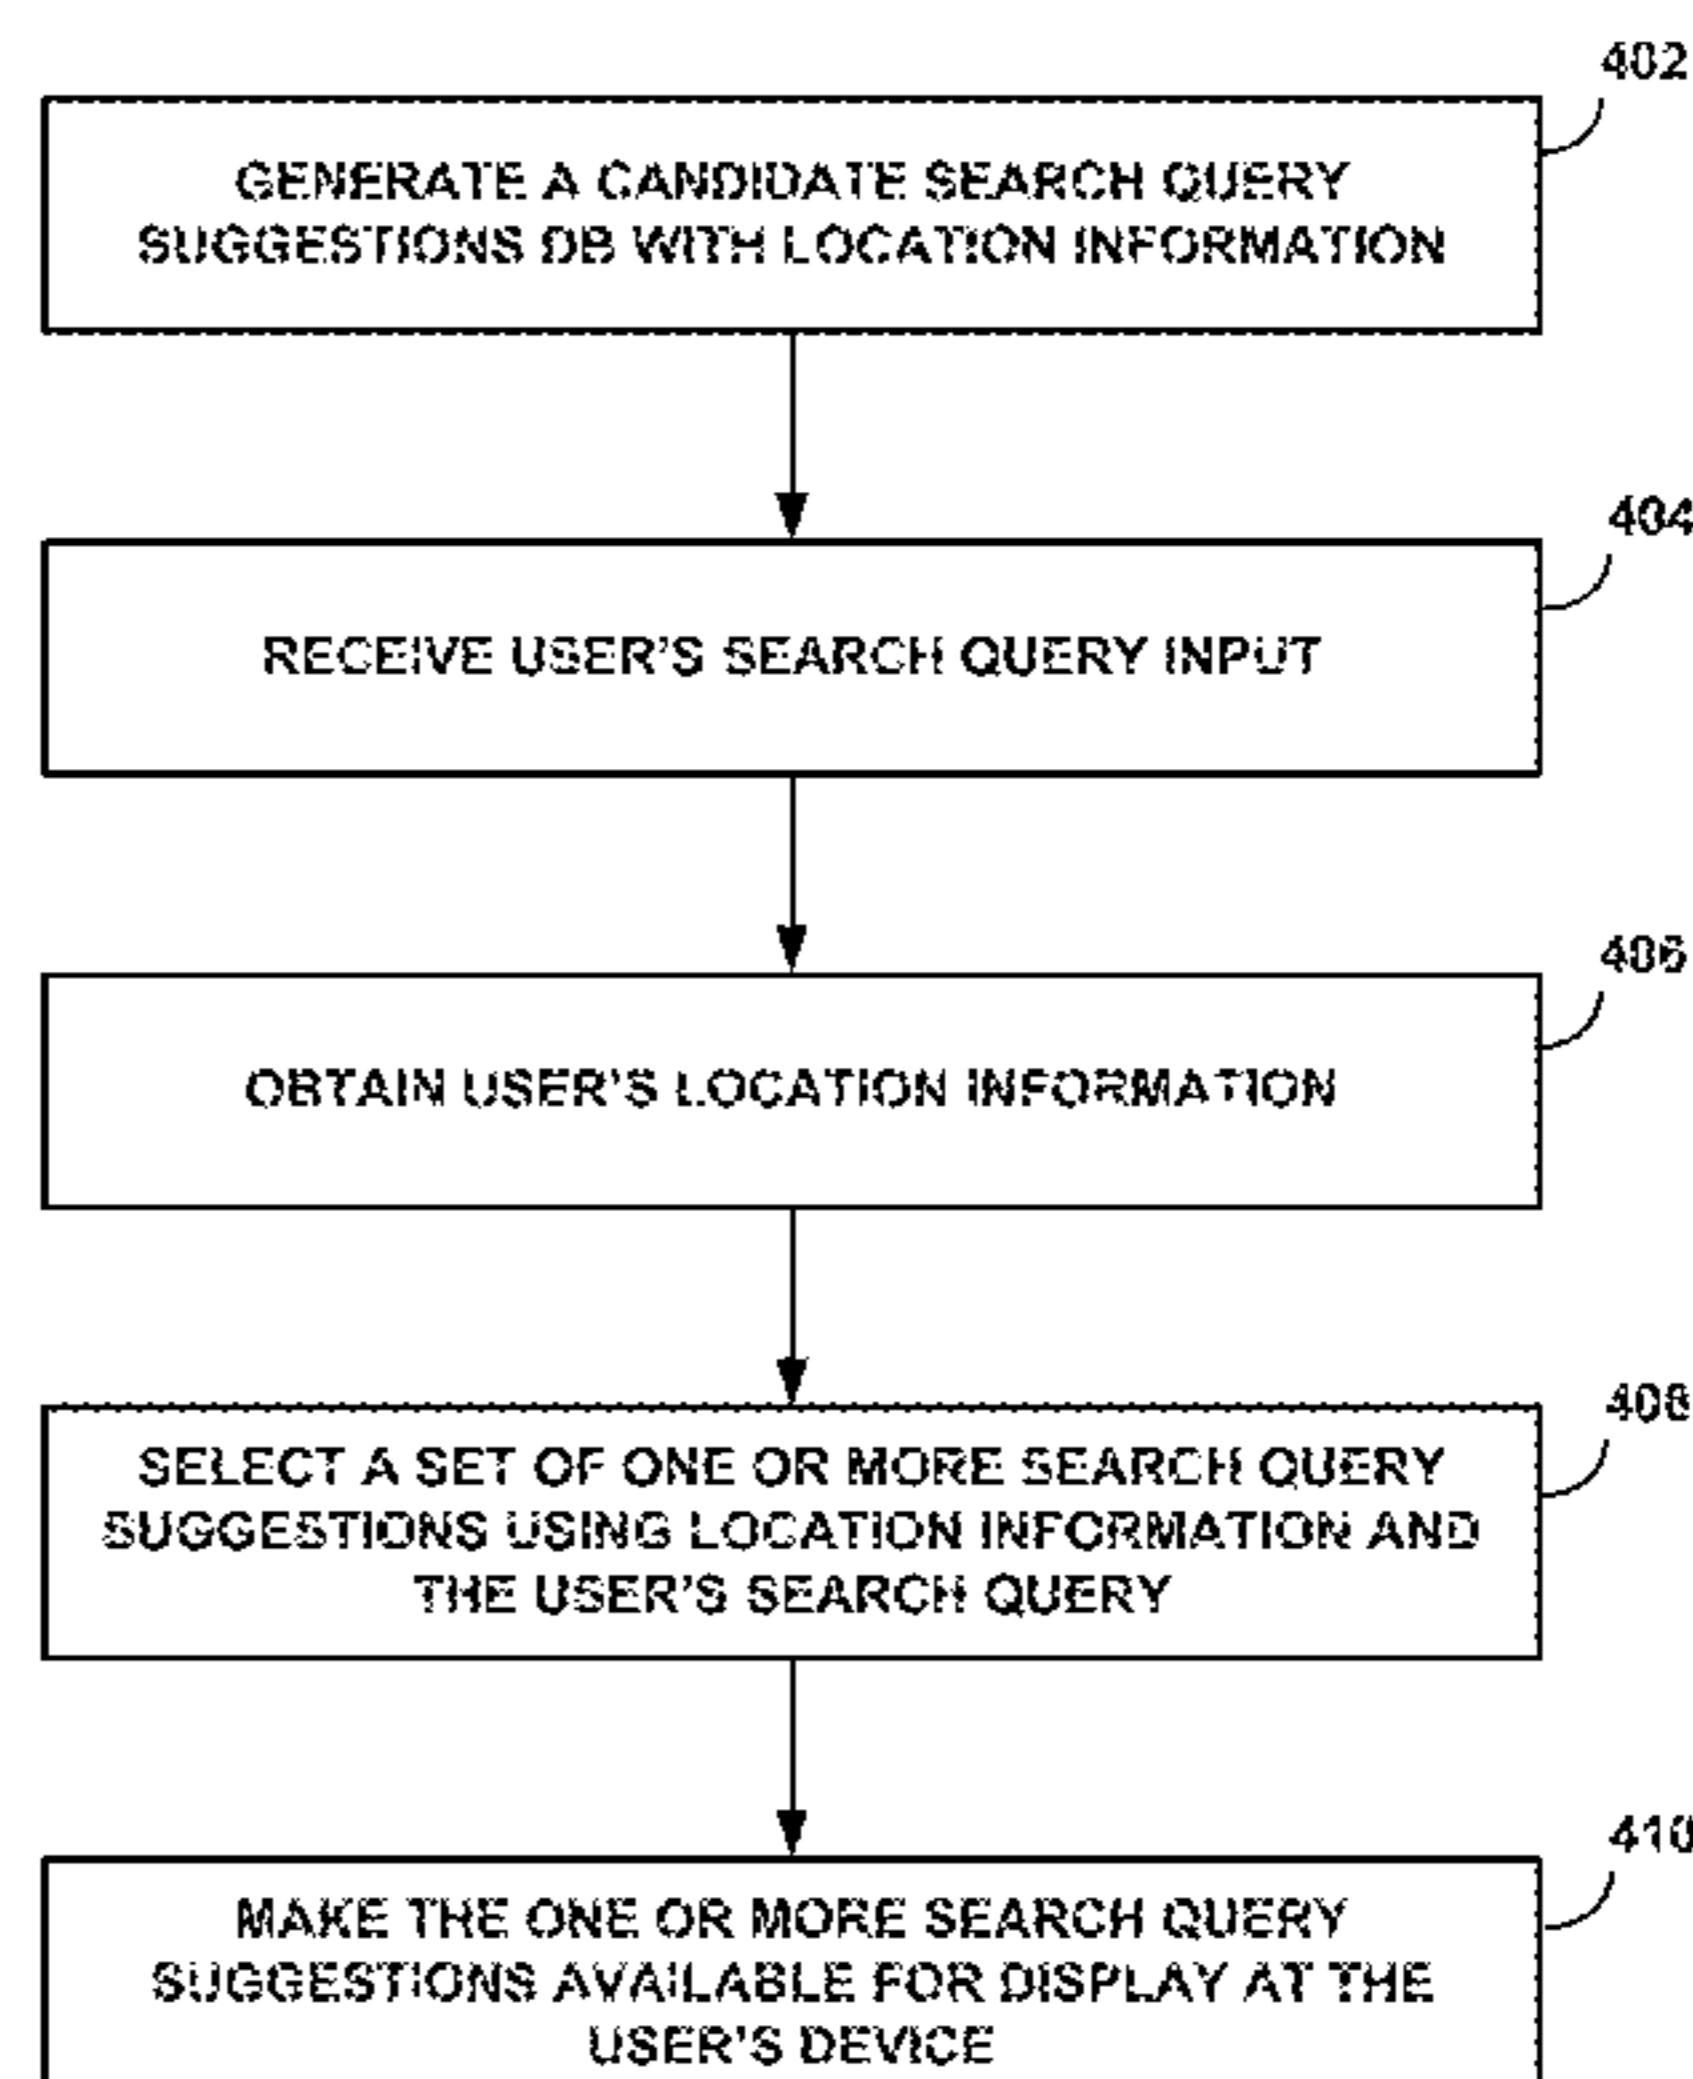 402
GENERATE A CANDIDATE SEARCH QUERY
SUGGESTIONS DB WITH LOCATION INFORMATION
404
RECEIVE USER'S SEARCH QUERY INPUT
406
OBTAIN USER'S LOCATION INFORMATION
408
SELECT A SET OF ONE OR MORE SEARCH QUERY
SUGGESTIONS USING LOCATION INFORMATION AND
THE USER'S SEARCH QUERY
410
MAKE THE ONE OR MORE SEARCH QUERY
SUGGESTIONS AVAILABLE FOR DISPLAY AT THE
USER'S DEVICE